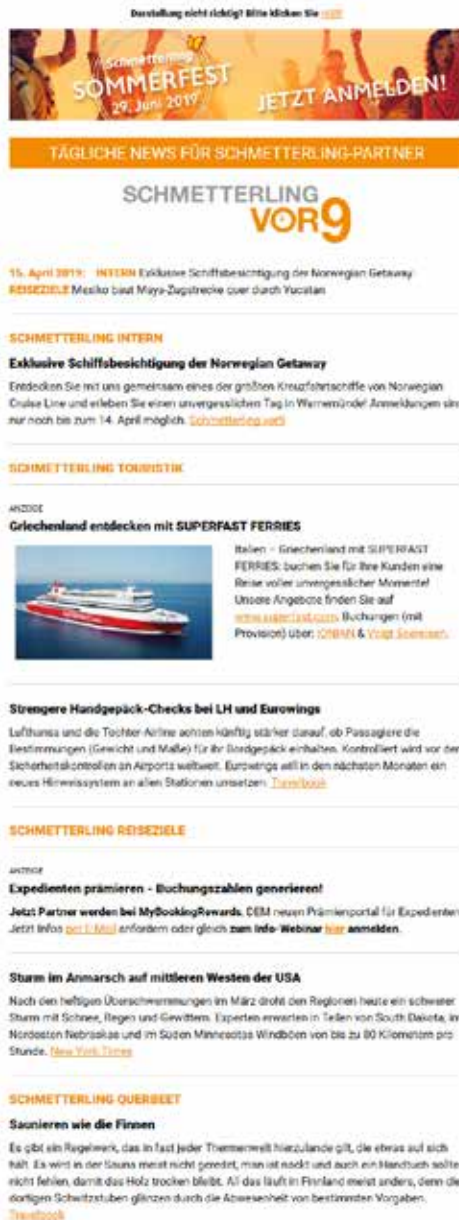 Darstellung nicht richtig? Bitte klicken Sie hier
Schmetterling
SOMMERFEST
29. Juni 2019
JETZT ANMELDEN!
TÄGLICHE NEWS FÜR SCHMETTERLING-PARTNER
SCHMETTERLING
VOR9
15. April 2019: INTERN Exklusive Schiffsbesichtigung der Norwegian Getaway
REISEZIELE Mexiko baut Maya-Zugstrecke quer durch Yucatan
SCHMETTERLING INTERN
Exklusive Schiffsbesichtigung der Norwegian Getaway
Entdecken Sie mit uns gemeinsam eines der größten Kreuzfahrtschiffe von Norwegian
Cruise Line und erleben Sie einen unvergesslichen Tag in Warnemünde! Anmeldungen sind
nur noch bis zum 14. April möglich. Schmetterling vor9
SCHMETTERLING TOURISTIK
ANZEIGE
Griechenland entdecken mit SUPERFAST FERRIES
Italien – Griechenland mit SUPERFAST
FERRIES: buchen Sie für Ihre Kunden eine
Reise voller unvergesslicher Momente!
Unsere Angebote finden Sie auf
www.superfast.com. Buchungen (mit
Provision) über: IONIAN & Voigt Seereisen.
Strengere Handgepäck-Checks bei LH und Eurowings
Lufthansa und die Tochter-Airline achten künftig stärker darauf, ob Passagiere die
Bestimmungen (Gewicht und Maße) für ihr Bordgepäck einhalten. Kontrolliert wird vor den
Sicherheitskontrollen an Airports weltweit. Eurowings will in den nächsten Monaten ein
neues Hinweissystem an allen Stationen umsetzen. Travelbook
SCHMETTERLING REISEZIELE
ANZEIGE
Expedienten prämieren - Buchungszahlen generieren!
Jetzt Partner werden bei MyBookingRewards, DEM neuen Prämienportal für Expedienten.
Jetzt Infos per E-Mail anfordern oder gleich zum Info-Webinar hier anmelden.
Sturm im Anmarsch auf mittleren Westen der USA
Nach den heftigen Überschwemmungen im März droht den Regionen heute ein schwerer
Sturm mit Schnee, Regen und Gewittern. Experten erwarten in Teilen von South Dakota, im
Nordosten Nebraskas und im Süden Minnesotas Windböen von bis zu 80 Kilometern pro
Stunde. New York Times
SCHMETTERLING QUERBEET
Saunieren wie die Finnen
Es gibt ein Regelwerk, das in fast jeder Thermenwelt hierzulande gilt, die etwas auf sich
hält. Es wird in der Sauna meist nicht geredet, man ist nackt und auch ein Handtuch sollte
nicht fehlen, damit das Holz trocken bleibt. All das läuft in Finnland meist anders, denn die
dortigen Schwitzstuben glänzen durch die Abwesenheit von bestimmten Vorgaben.
Travelbook